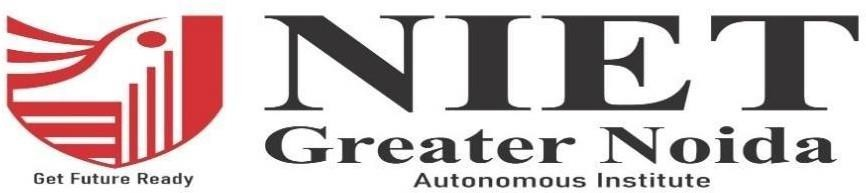 NIET
Greater Noida
Get Future Ready
Autonomous Institute